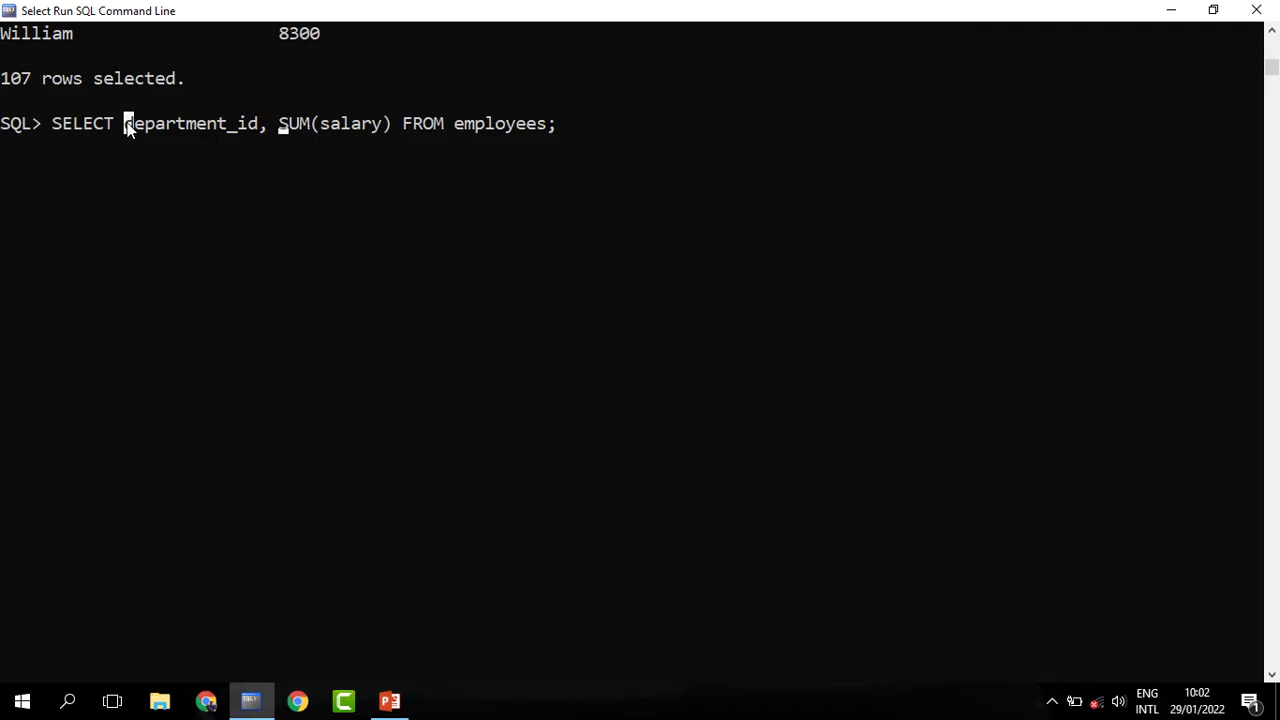 Select Run SQL Command Line
William 8300
107 rows selected.
SQL> SELECT department_id, SUM(salary) FROM employees;
ENG
INTL
10:02
29/01/2022
1